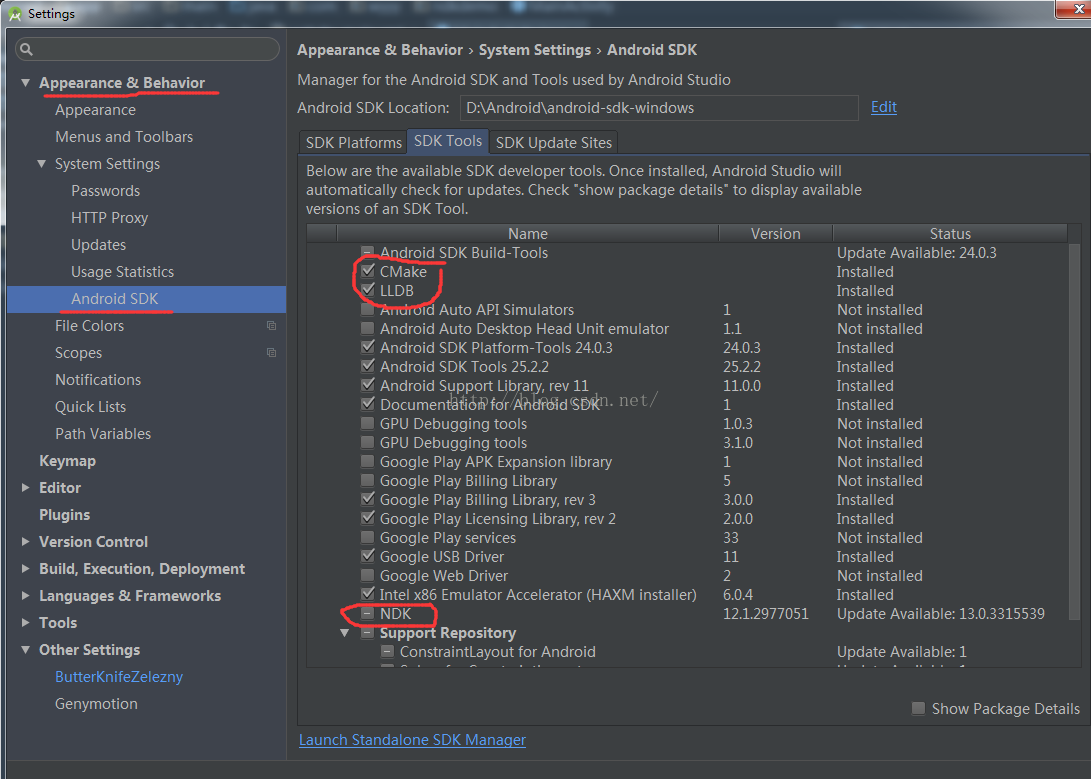 Settings
Appearance & Behavior
Appearance
Menus and Toolbars
System Settings
Passwords
HTTP Proxy
Updates
Usage Statistics
Android SDK
File Colors
Scopes
Notifications
Quick Lists
Path Variables
Keymap
Editor
Plugins
Version Control
Build, Execution, Deployment
Languages & Frameworks
Tools
Other Settings
ButterKnifeZelezny
Genymotion
Appearance & Behavior › System Settings › Android SDK
Manager for the Android SDK and Tools used by Android Studio
Android SDK Location: D:\Android\android-sdk-windows Edit
SDK Platforms SDK Tools SDK Update Sites
Below are the available SDK developer tools. Once installed, Android Studio will
automatically check for updates. Check "show package details" to display available
versions of an SDK Tool.
Name Version Status
Android SDK Build-Tools Update Available: 24.0.3
CMake Installed
LLDB Installed
Android Auto API Simulators 1 Not installed
Android Auto Desktop Head Unit emulator 1.1 Not installed
Android SDK Platform-Tools 24.0.3 24.0.3 Installed
Android SDK Tools 25.2.2 25.2.2 Installed
Android Support Library, rev 11 11.0.0 Installed
http://blog.csdn.net/
Documentation for Android SDK 1 Installed
GPU Debugging tools 1.0.3 Not installed
GPU Debugging tools 3.1.0 Not installed
Google Play APK Expansion library 1 Not installed
Google Play Billing Library 5 Not installed
Google Play Billing Library, rev 3 3.0.0 Installed
Google Play Licensing Library, rev 2 2.0.0 Installed
Google Play services 33 Not installed
Google USB Driver 11 Installed
Google Web Driver 2 Not installed
Intel x86 Emulator Accelerator (HAXM installer) 6.0.4 Installed
NDK 12.1.2977051 Update Available: 13.0.3315539
Support Repository
ConstraintLayout for Android Update Available: 1
Show Package Details
Launch Standalone SDK Manager